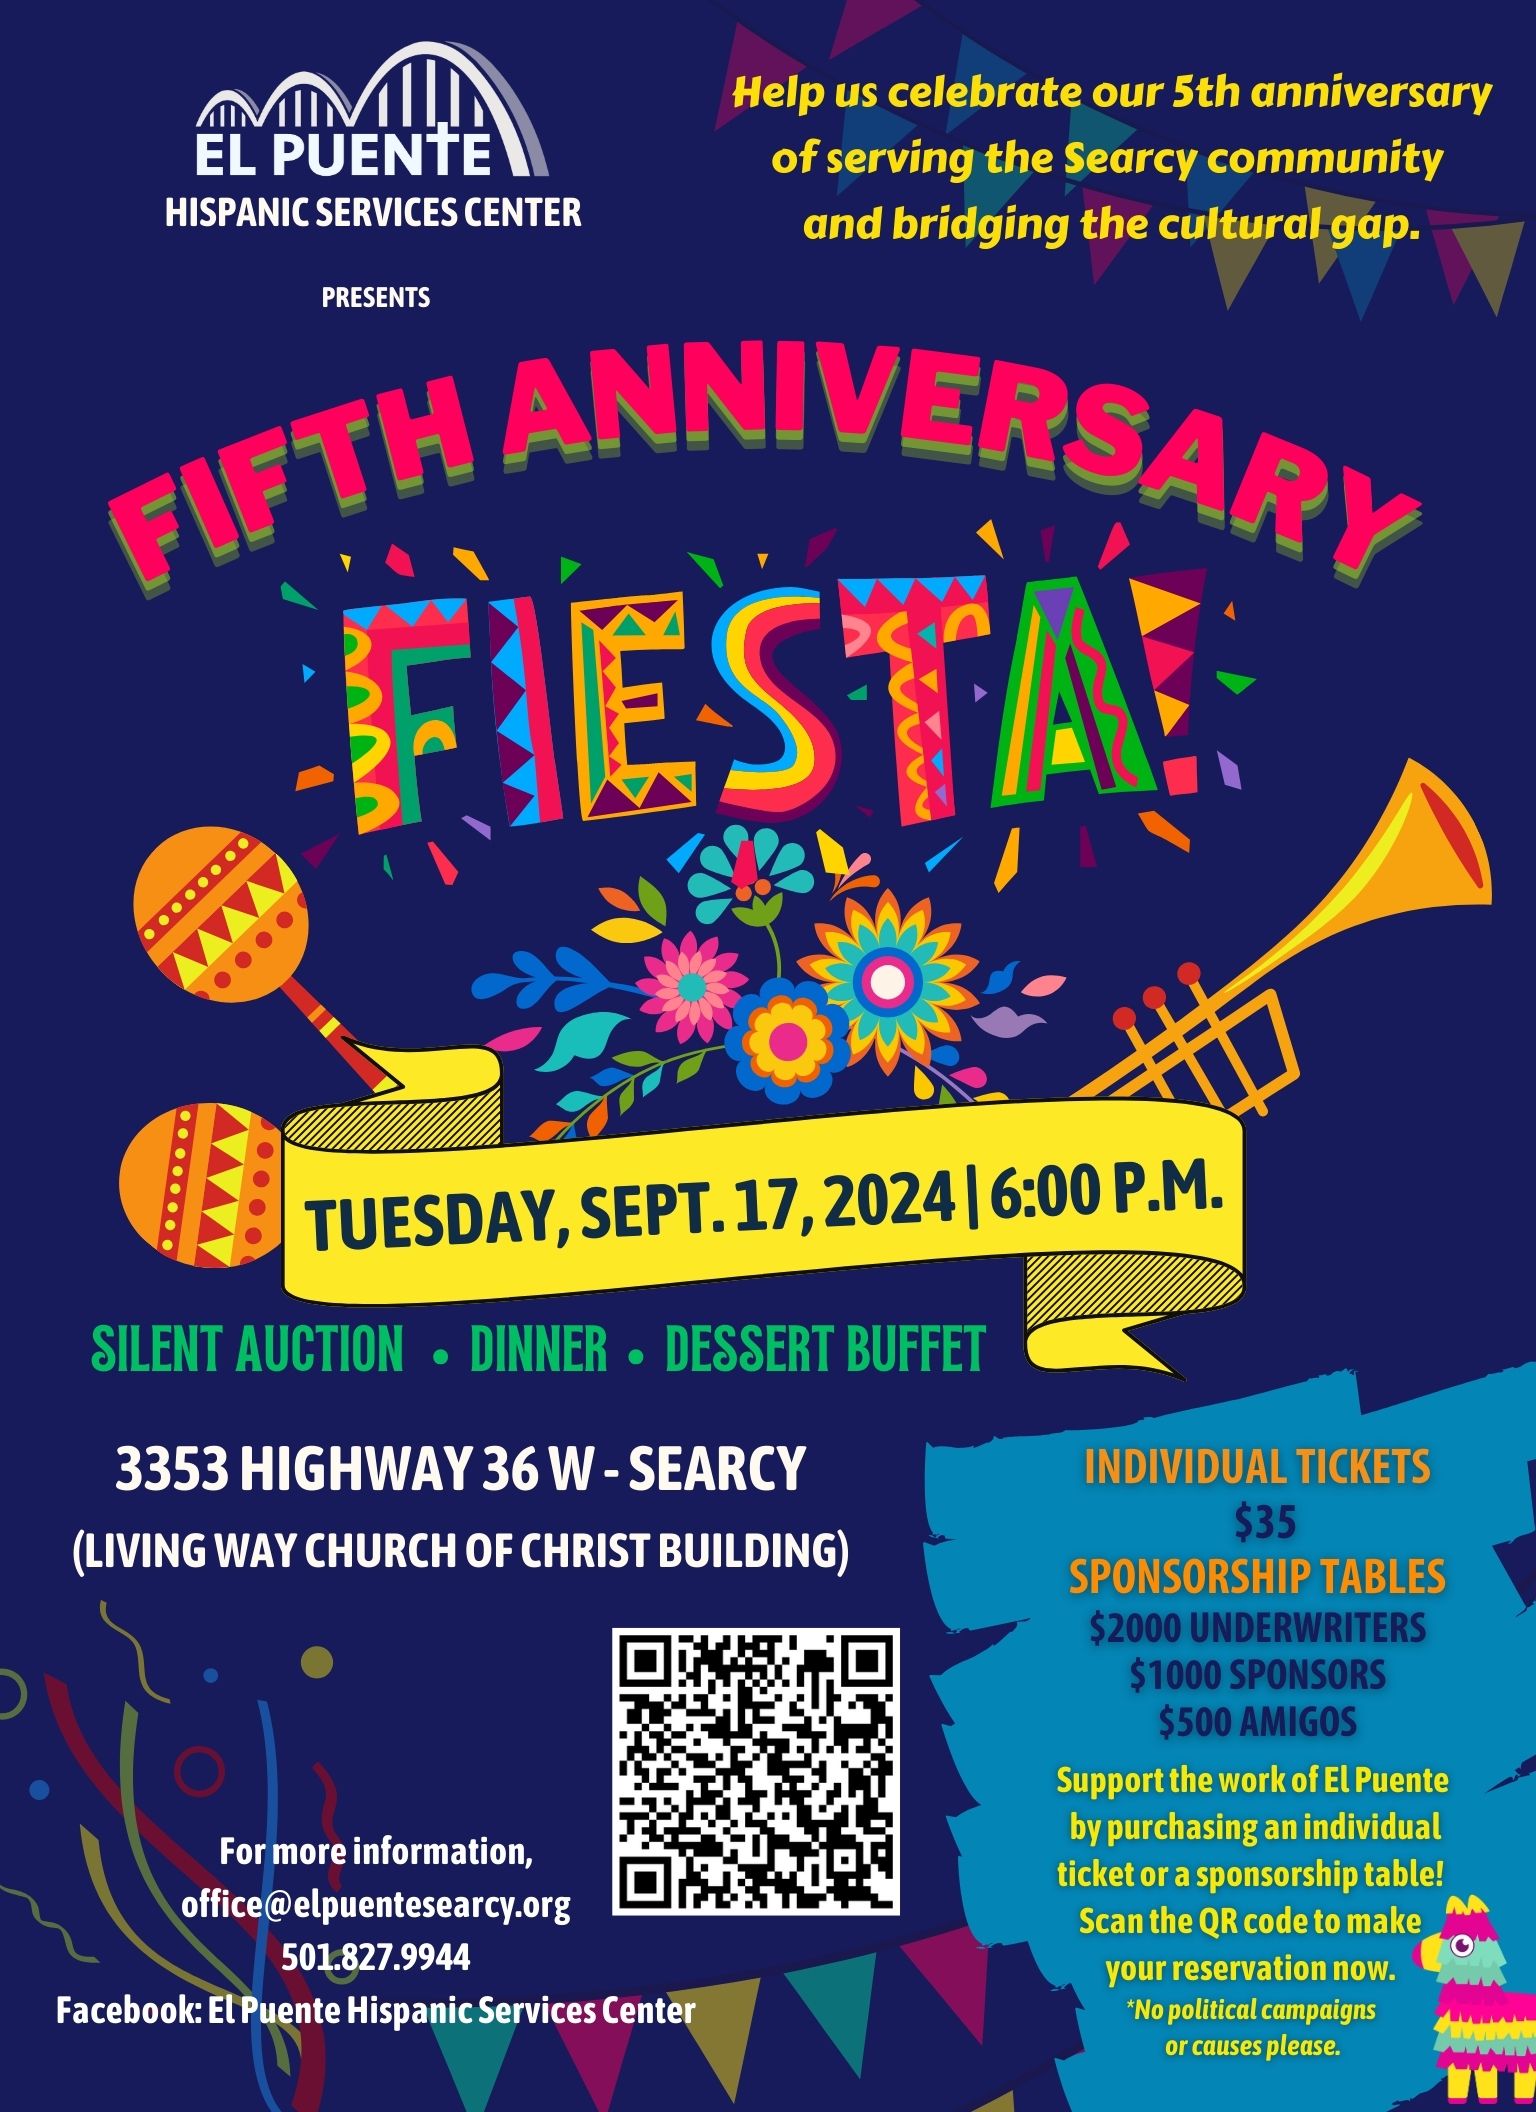 EL PUENTE
HISPANIC SERVICES CENTER
PRESENTS
Help us celebrate our 5th anniversary
of serving the Searcy community
and bridging the cultural gap.
FIFTH ANNIVERSARY
FIESTA!
TUESDAY, SEPT. 17, 2024 | 6:00 P.M.
SILENT AUCTION • DINNER • DESSERT BUFFET
3353 HIGHWAY 36 W - SEARCY
(LIVING WAY CHURCH OF CHRIST BUILDING)
INDIVIDUAL TICKETS
$35
SPONSORSHIP TABLES
$2000 UNDERWRITERS
$1000 SPONSORS
$500 AMIGOS
Support the work of El Puente
by purchasing an individual
ticket or a sponsorship table!
Scan the QR code to make
your reservation now.
*No political campaigns
or causes please.
For more information,
office@elpuentesearcy.org
501.827.9944
Facebook: El Puente Hispanic Services Center